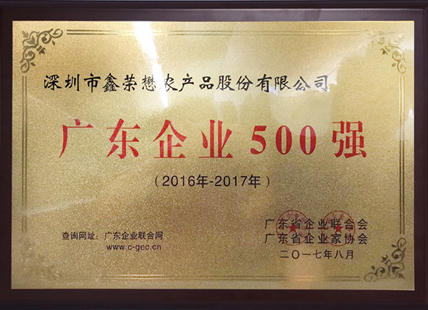 深圳市鑫荣懋农产品股份有限公司
广东企业500强
(2016年-2017年)
查询网址：广东企业联合网
www.c-gec.cn
广东省企业联合会
广东省企业家协会
二〇一七年八月